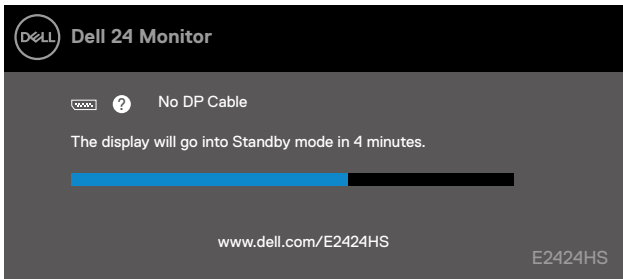 DELL Dell 24 Monitor
? No DP Cable
The display will go into Standby mode in 4 minutes.
www.dell.com/E2424HS
E2424HS